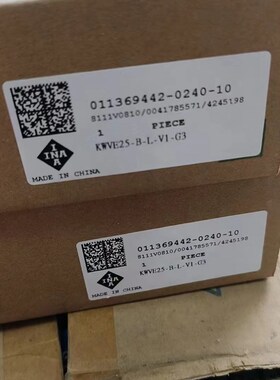 011369442-0240-10
8111V0810/0041785571/4245198
1 PIECE
KWVE25-B-L-V1-G3
INA
MADE IN CHINA
011369442-0240-10
8111V0810/0041785571/4245198
1 PIECE
KWVE25-B-L-V1-G3
INA
MADE IN CHINA